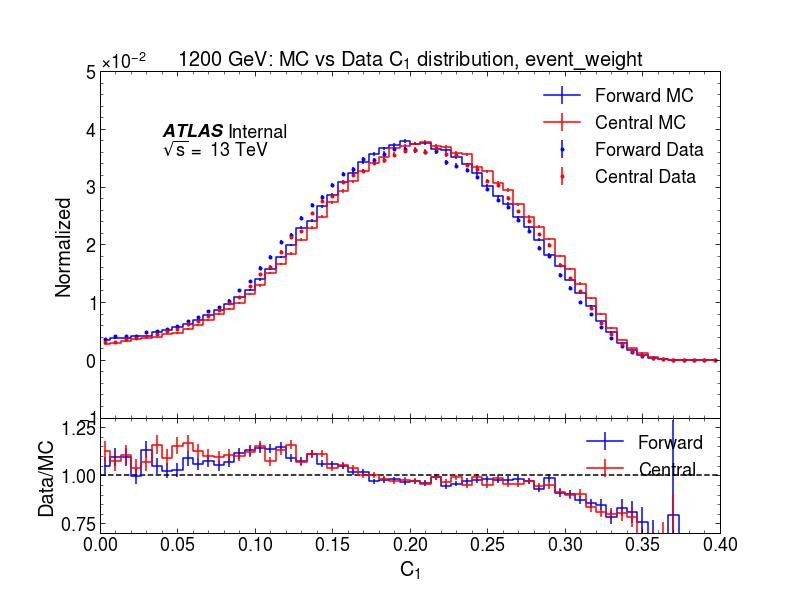 ×10⁻² 1200 GeV: MC vs Data C₁ distribution, event_weight
5
4
3
2
1
0
−1
Normalized
ATLAS Internal
√s = 13 TeV
Forward MC
Central MC
Forward Data
Central Data
1.25
1.00
0.75
Data/MC
Forward
Central
0.00 0.05 0.10 0.15 0.20 0.25 0.30 0.35 0.40
C₁